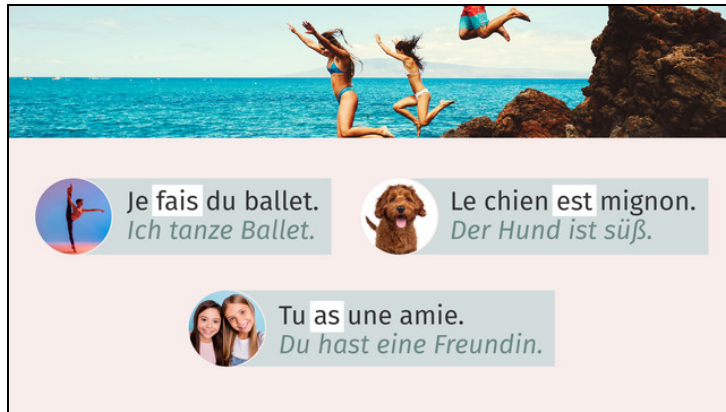 Je fais du ballet.
Ich tanze Ballet.
Le chien est mignon.
Der Hund ist süß.
Tu as une amie.
Du hast eine Freundin.